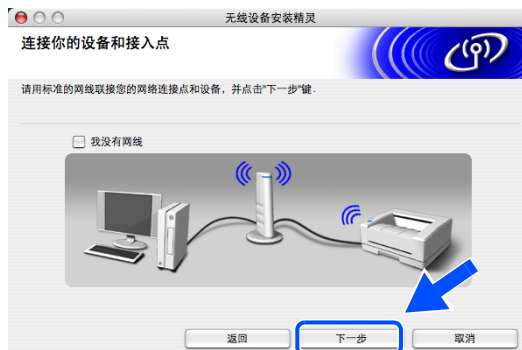 无线设备安装精灵
连接你的设备和接入点
请用标准的网线联接您的网络连接点和设备，并点击"下一步"键.
我没有网线
返回
下一步
取消